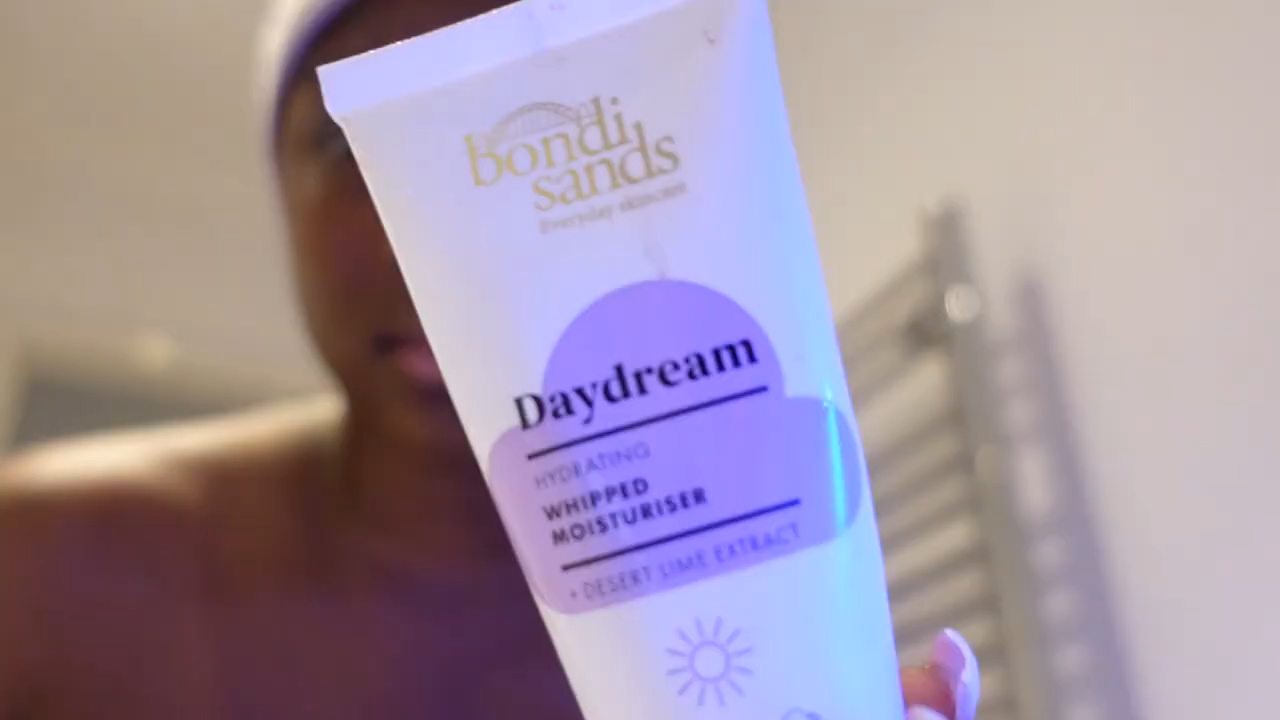 bondi
sands
Everyday skincare
Daydream
HYDRATING
WHIPPED
MOISTURISER
+ DESERT LIME EXTRACT